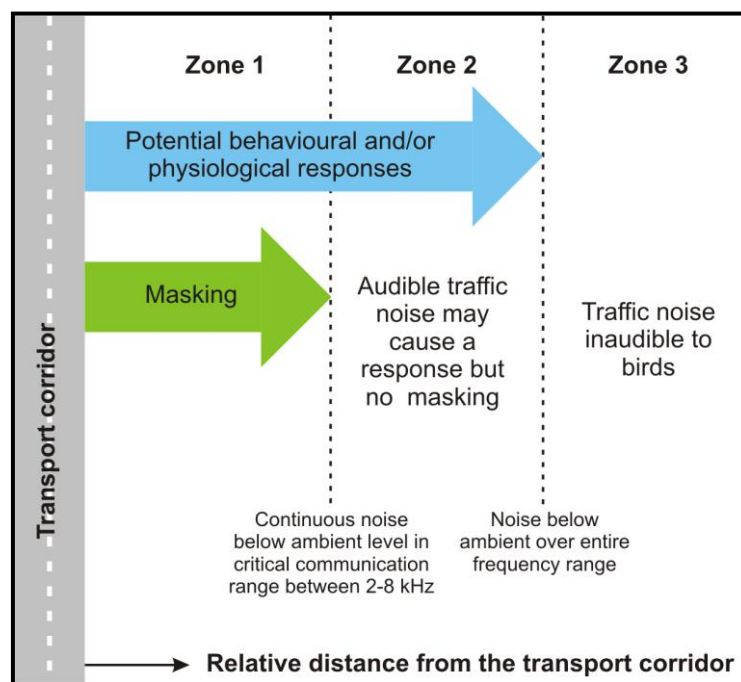 Zone 1
Zone 2
Zone 3
Potential behavioural and/or
physiological responses
Masking
Audible traffic
noise may
cause a
response but
no masking
Traffic noise
inaudible to
birds
Transport corridor
Continuous noise
below ambient level in
critical communication
range between 2-8 kHz
Noise below
ambient over entire
frequency range
Relative distance from the transport corridor